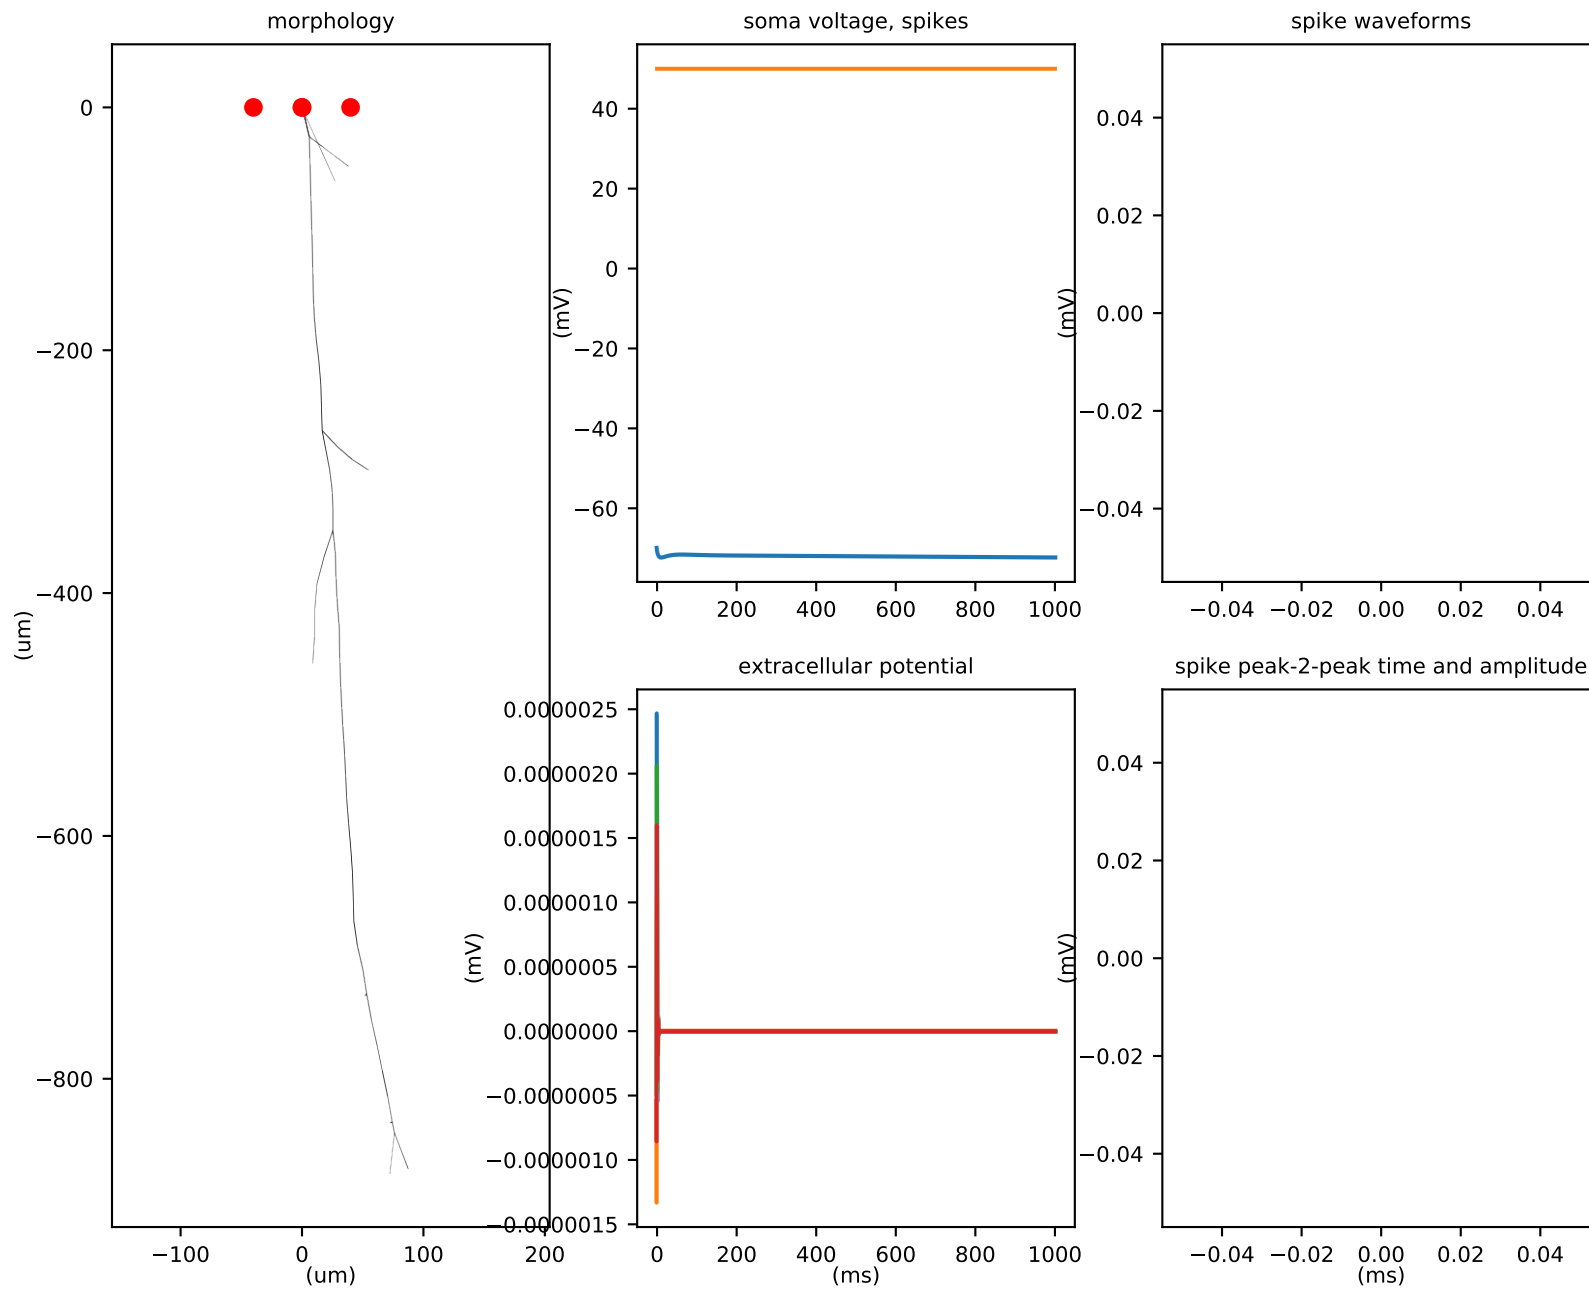 morphology
0
−200
−400
−600
−800
(um)
−100 0 100 200
(um)
soma voltage, spikes
40
20
0
−20
−40
−60
(mV)
0 200 400 600 800 1000
spike waveforms
0.04
0.02
0.00
−0.02
−0.04
(mV)
−0.04 −0.02 0.00 0.02 0.04
extracellular potential
0.0000025
0.0000020
0.0000015
0.0000010
0.0000005
0.0000000
−0.0000005
−0.0000010
−0.0000015
(mV)
0 200 400 600 800 1000
(ms)
spike peak-2-peak time and amplitude
0.04
0.02
0.00
−0.02
−0.04
(mV)
−0.04 −0.02 0.00 0.02 0.04
(ms)